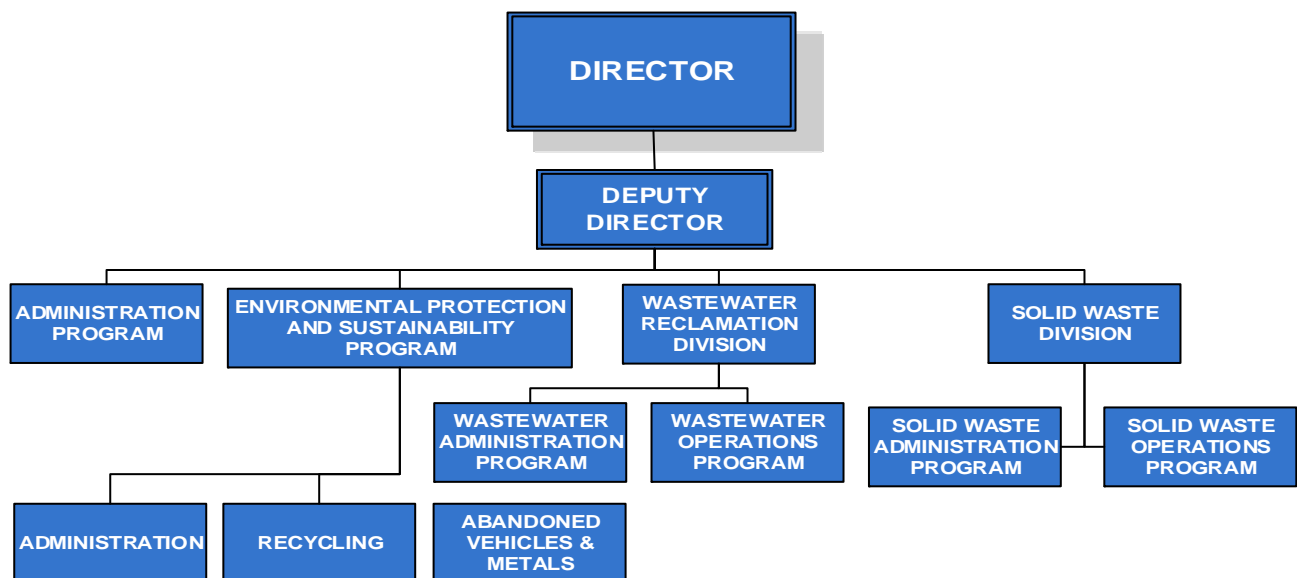 DIRECTOR
DEPUTY
DIRECTOR
ADMINISTRATION
PROGRAM
ENVIRONMENTAL PROTECTION
AND SUSTAINABILITY
PROGRAM
WASTEWATER
RECLAMATION
DIVISION
SOLID WASTE
DIVISION
WASTEWATER
ADMINISTRATION
PROGRAM
WASTEWATER
OPERATIONS
PROGRAM
SOLID WASTE
ADMINISTRATION
PROGRAM
SOLID WASTE
OPERATIONS
PROGRAM
ADMINISTRATION
RECYCLING
ABANDONED
VEHICLES &
METALS